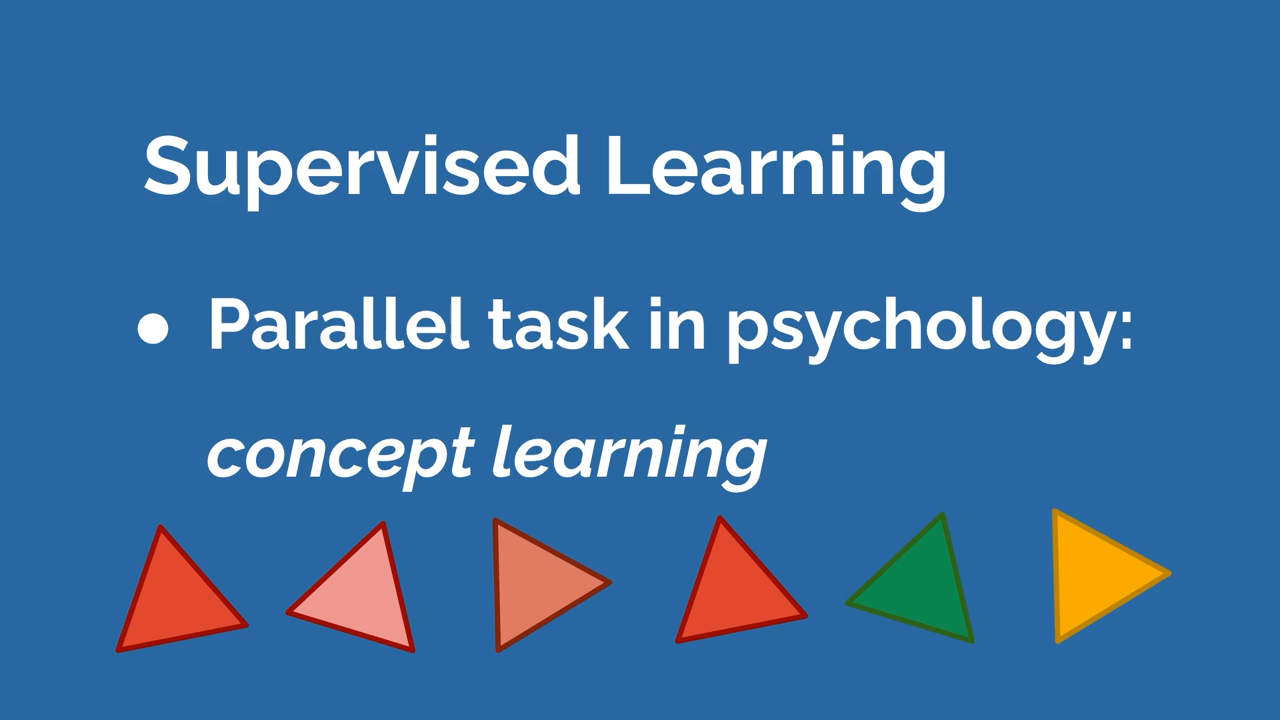 Supervised Learning
● Parallel task in psychology:
concept learning